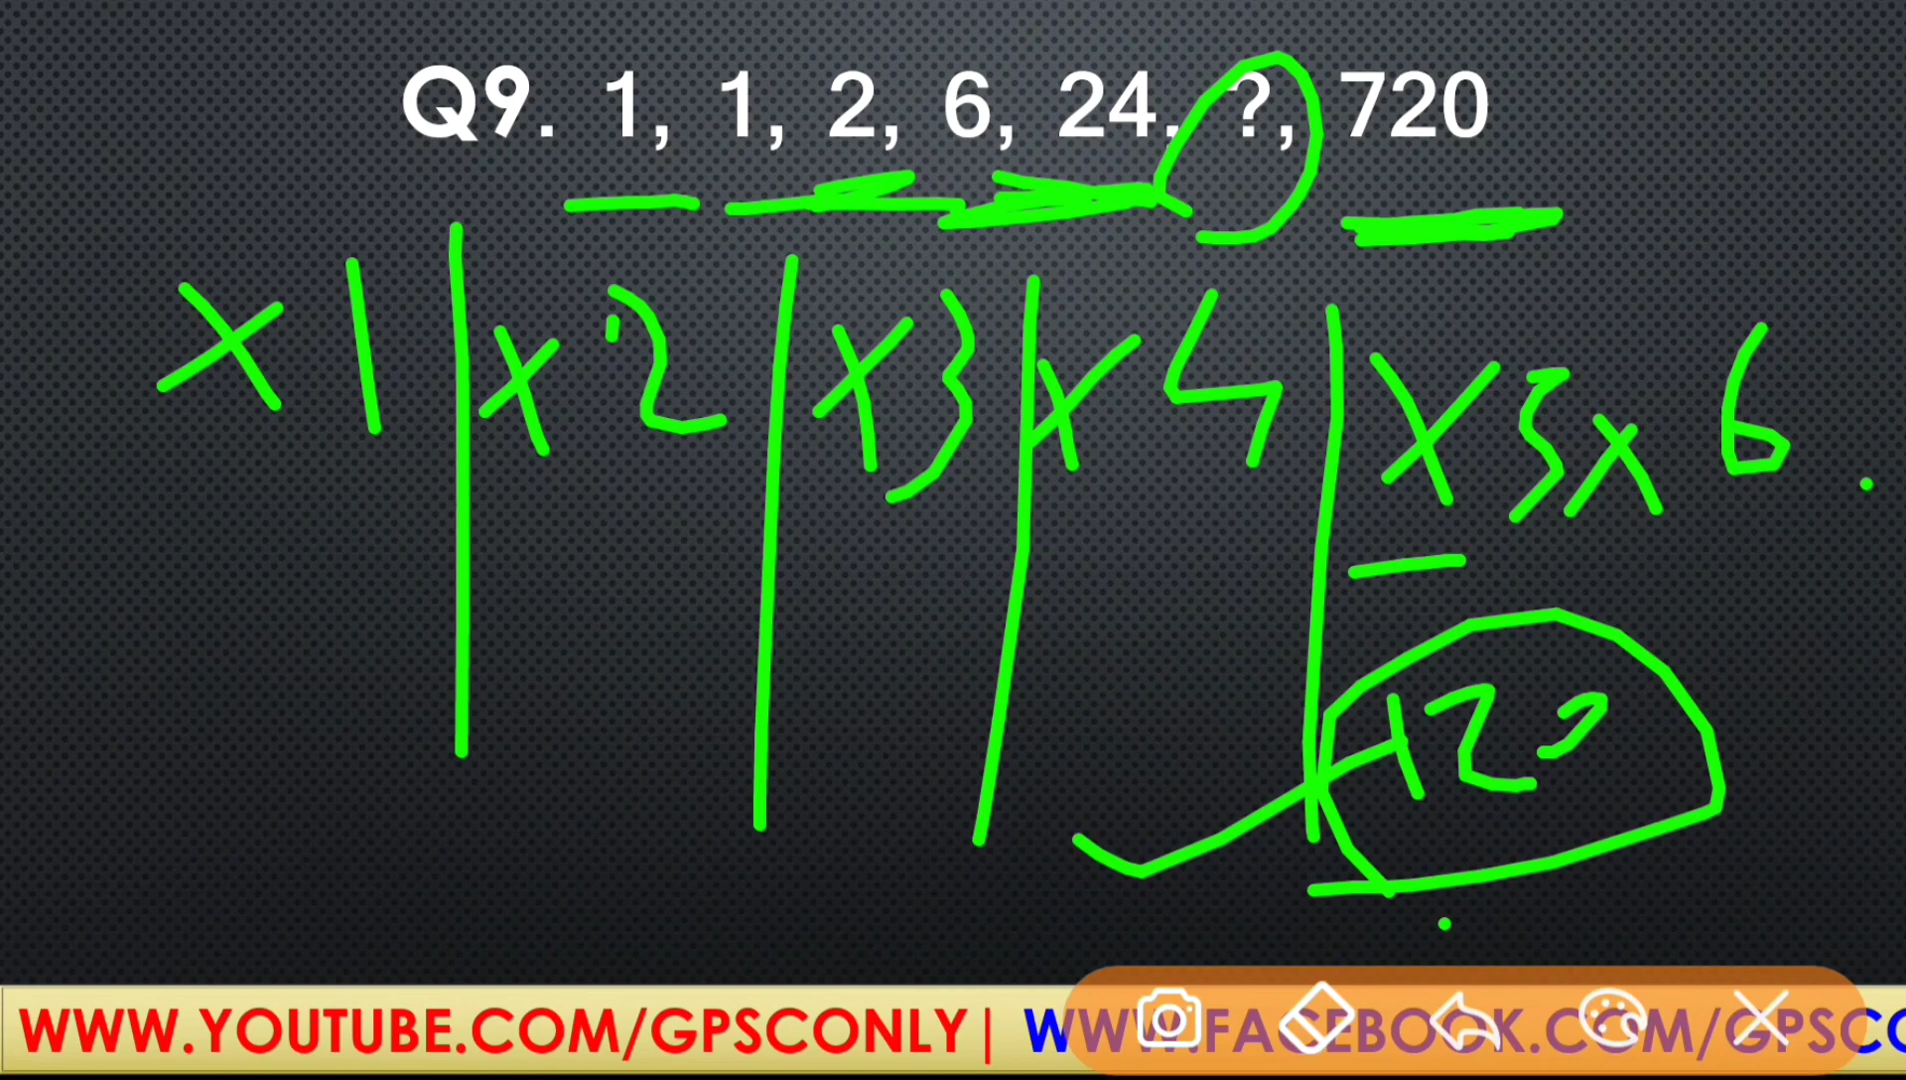 Q9. 1, 1, 2, 6, 24, ?, 720
x 1 | x 2 | x 3 | x 4 | x 5 x 6
120
WWW.YOUTUBE.COM/GPSCONLY| WWW.FACEBOOK.COM/GPSCO